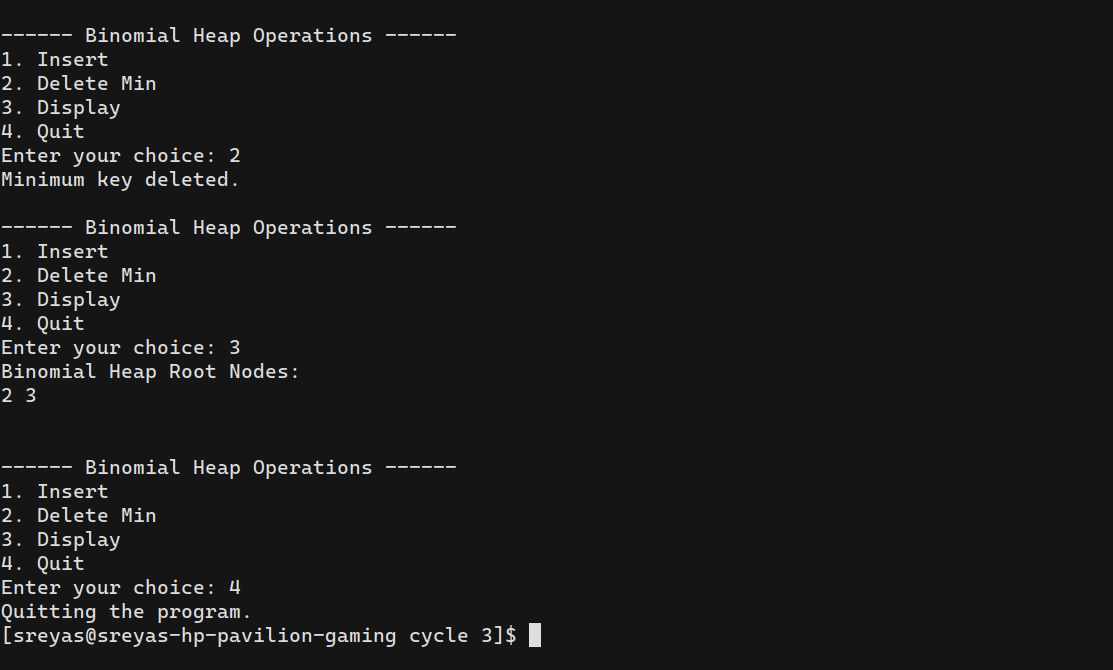 ------ Binomial Heap Operations ------
1. Insert
2. Delete Min
3. Display
4. Quit
Enter your choice: 2
Minimum key deleted.
------ Binomial Heap Operations ------
1. Insert
2. Delete Min
3. Display
4. Quit
Enter your choice: 3
Binomial Heap Root Nodes:
2 3
------ Binomial Heap Operations ------
1. Insert
2. Delete Min
3. Display
4. Quit
Enter your choice: 4
Quitting the program.
[sreyas@sreyas-hp-pavilion-gaming cycle 3]$